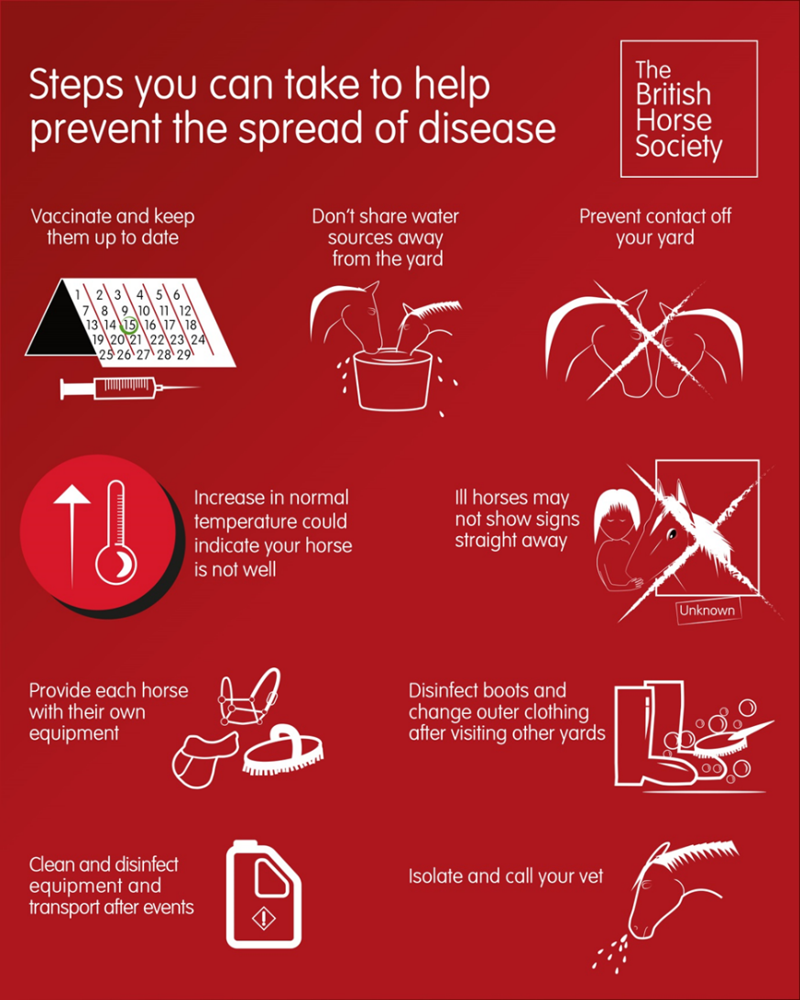 Steps you can take to help
prevent the spread of disease
The
British
Horse
Society
Vaccinate and keep
them up to date
1 2 3 4 5 6
7 8 9 10 11 12
13 14 15 16 17 18
19 20 21 22 23 24
25 26 27 28 29
Don't share water
sources away
from the yard
Prevent contact off
your yard
Increase in normal
temperature could
indicate your horse
is not well
Ill horses may
not show signs
straight away
Unknown
Provide each horse
with their own
equipment
Disinfect boots and
change outer clothing
after visiting other yards
Clean and disinfect
equipment and
transport after events
!
Isolate and call your vet